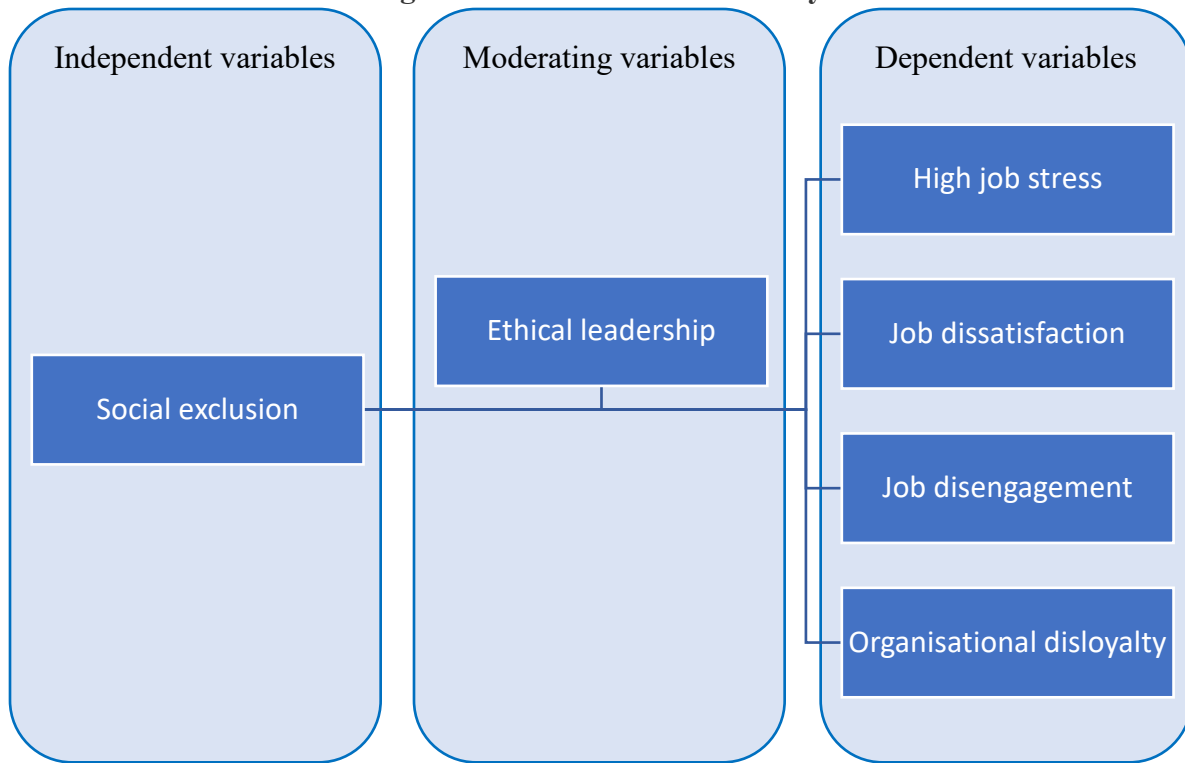 Independent variables
Moderating variables
Dependent variables
Social exclusion
Ethical leadership
High job stress
Job dissatisfaction
Job disengagement
Organisational disloyalty